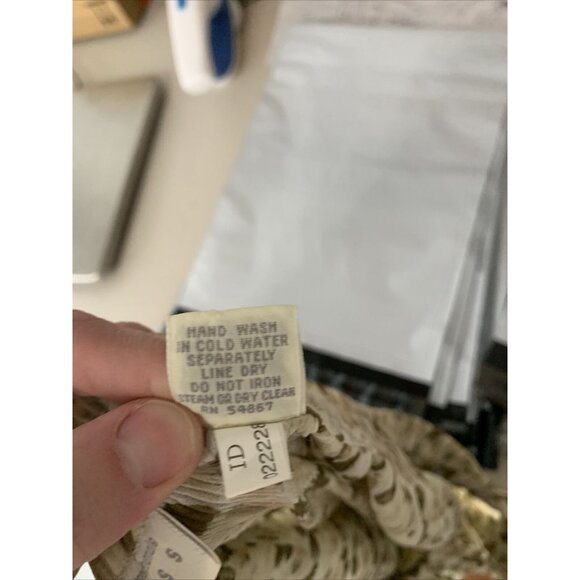 HAND WASH
IN COLD WATER
SEPARATELY
LINE DRY
DO NOT IRON
STEAM OR DRY CLEAN
RN 54867
ID
S
S